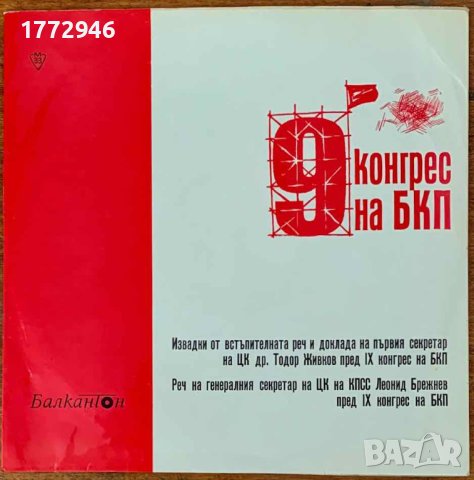 1772946
9 конгрес
на БКП
Извадки от встъпителната реч и доклада на първия секретар
на ЦК др. Тодор Живков пред IX конгрес на БКП
Реч на генералния секретар на ЦК на КПСС Леонид Брежнев
пред IX конгрес на БКП
Балкантон
BAZAR